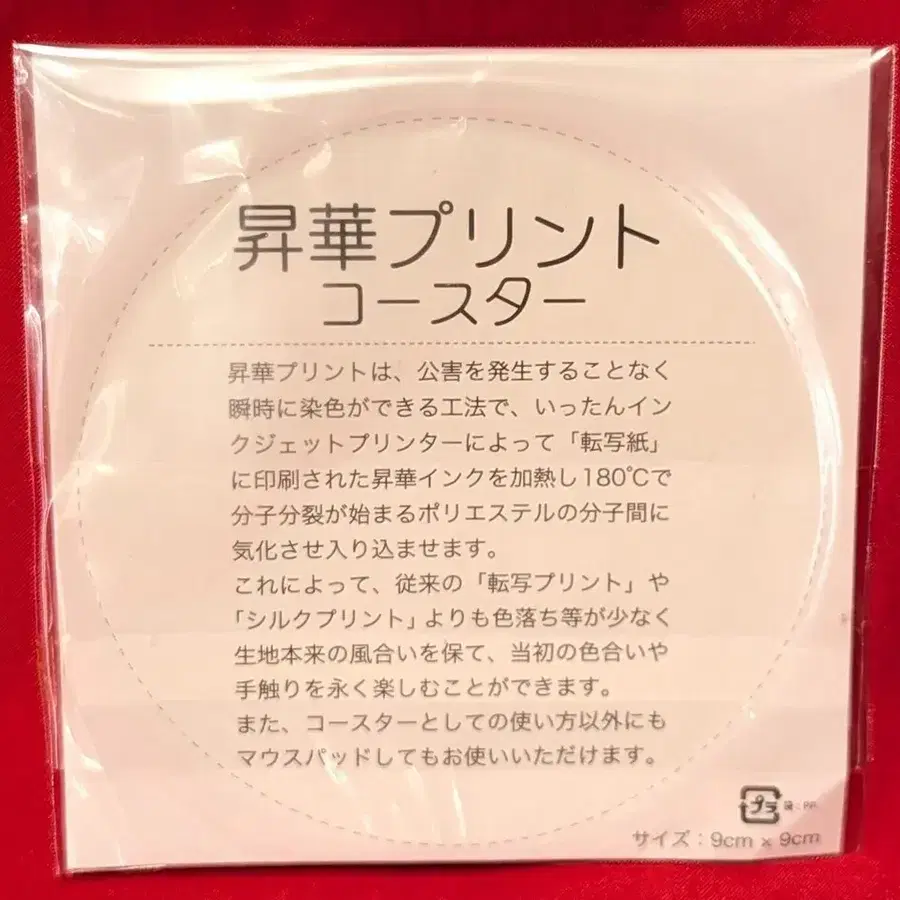 昇華プリント
コースター
昇華プリントは、公害を発生することなく
瞬時に染色ができる工法で、いったんイン
クジェットプリンターによって「転写紙」
に印刷された昇華インクを加熱し180℃で
分子分裂が始まるポリエステルの分子間に
気化させ入り込ませます。
これによって、従来の「転写プリント」や
「シルクプリント」よりも色落ち等が少なく
生地本来の風合いを保て、当初の色合いや
手触りを永く楽しむことができます。
また、コースターとしての使い方以外にも
マウスパッドしてもお使いいただけます。
プラ 袋：PP
サイズ：9cm × 9cm